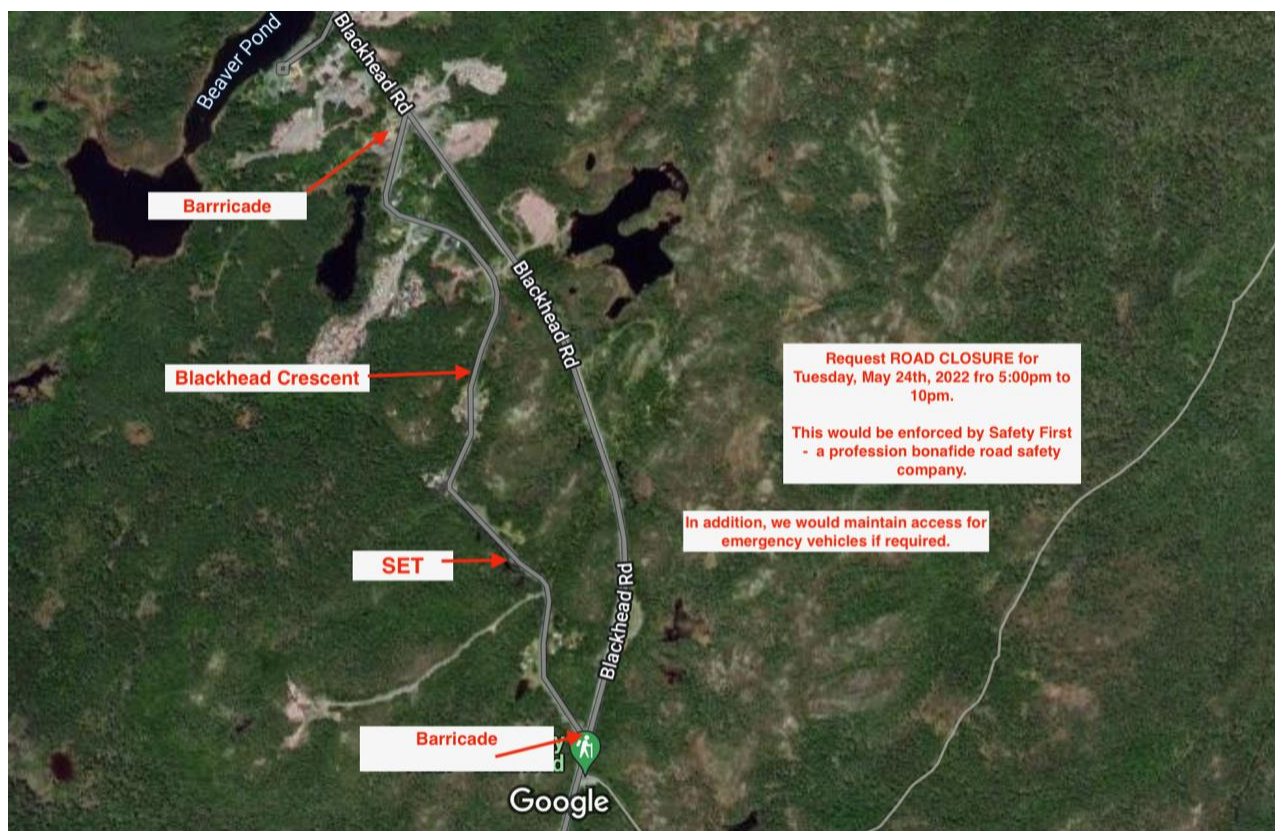 Beaver Pond
Blackhead Rd
Barrricade
Blackhead Rd
Blackhead Crescent
Request ROAD CLOSURE for
Tuesday, May 24th, 2022 fro 5:00pm to
10pm.
This would be enforced by Safety First
- a profession bonafide road safety
company.
In addition, we would maintain access for
emergency vehicles if required.
SET
Blackhead Rd
Barricade
y
d
Google